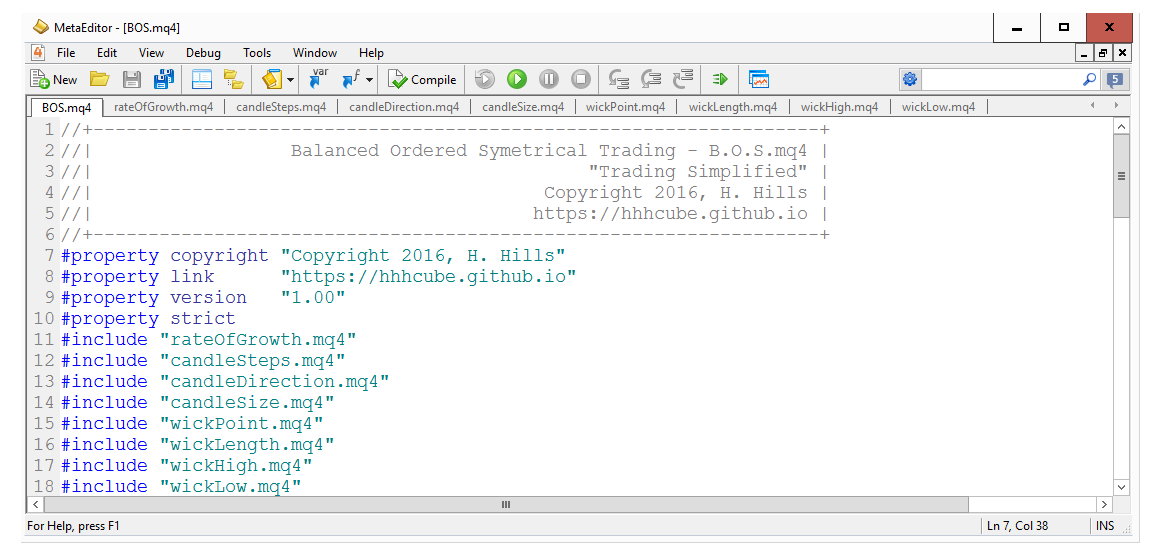 MetaEditor - [BOS.mq4]
File Edit View Debug Tools Window Help
New var f Compile 5
BOS.mq4 rateOfGrowth.mq4 candleSteps.mq4 candleDirection.mq4 candleSize.mq4 wickPoint.mq4 wickLength.mq4 wickHigh.mq4 wickLow.mq4
1 //+------------------------------------------------------------------+
2 //| Balanced Ordered Symetrical Trading - B.O.S.mq4 |
3 //| "Trading Simplified" |
4 //| Copyright 2016, H. Hills |
5 //| https://hhhcube.github.io |
6 //+------------------------------------------------------------------+
7 #property copyright "Copyright 2016, H. Hills"
8 #property link "https://hhhcube.github.io"
9 #property version "1.00"
10 #property strict
11 #include "rateOfGrowth.mq4"
12 #include "candleSteps.mq4"
13 #include "candleDirection.mq4"
14 #include "candleSize.mq4"
15 #include "wickPoint.mq4"
16 #include "wickLength.mq4"
17 #include "wickHigh.mq4"
18 #include "wickLow.mq4"
For Help, press F1 Ln 7, Col 38 INS